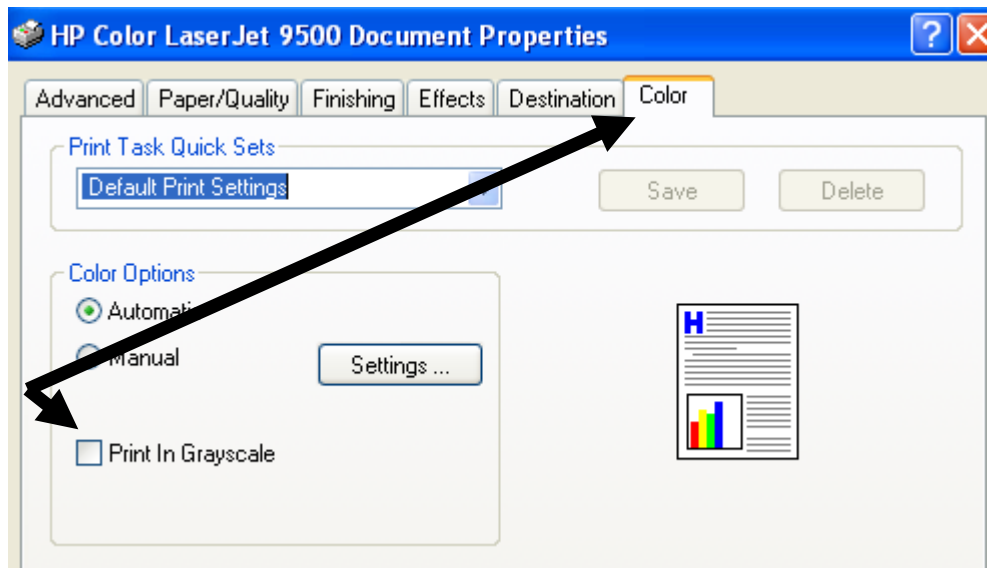 HP Color LaserJet 9500 Document Properties
Advanced Paper/Quality Finishing Effects Destination Color
Print Task Quick Sets
Default Print Settings Save Delete
Color Options
Automatic
Manual Settings ...
H
Print In Grayscale